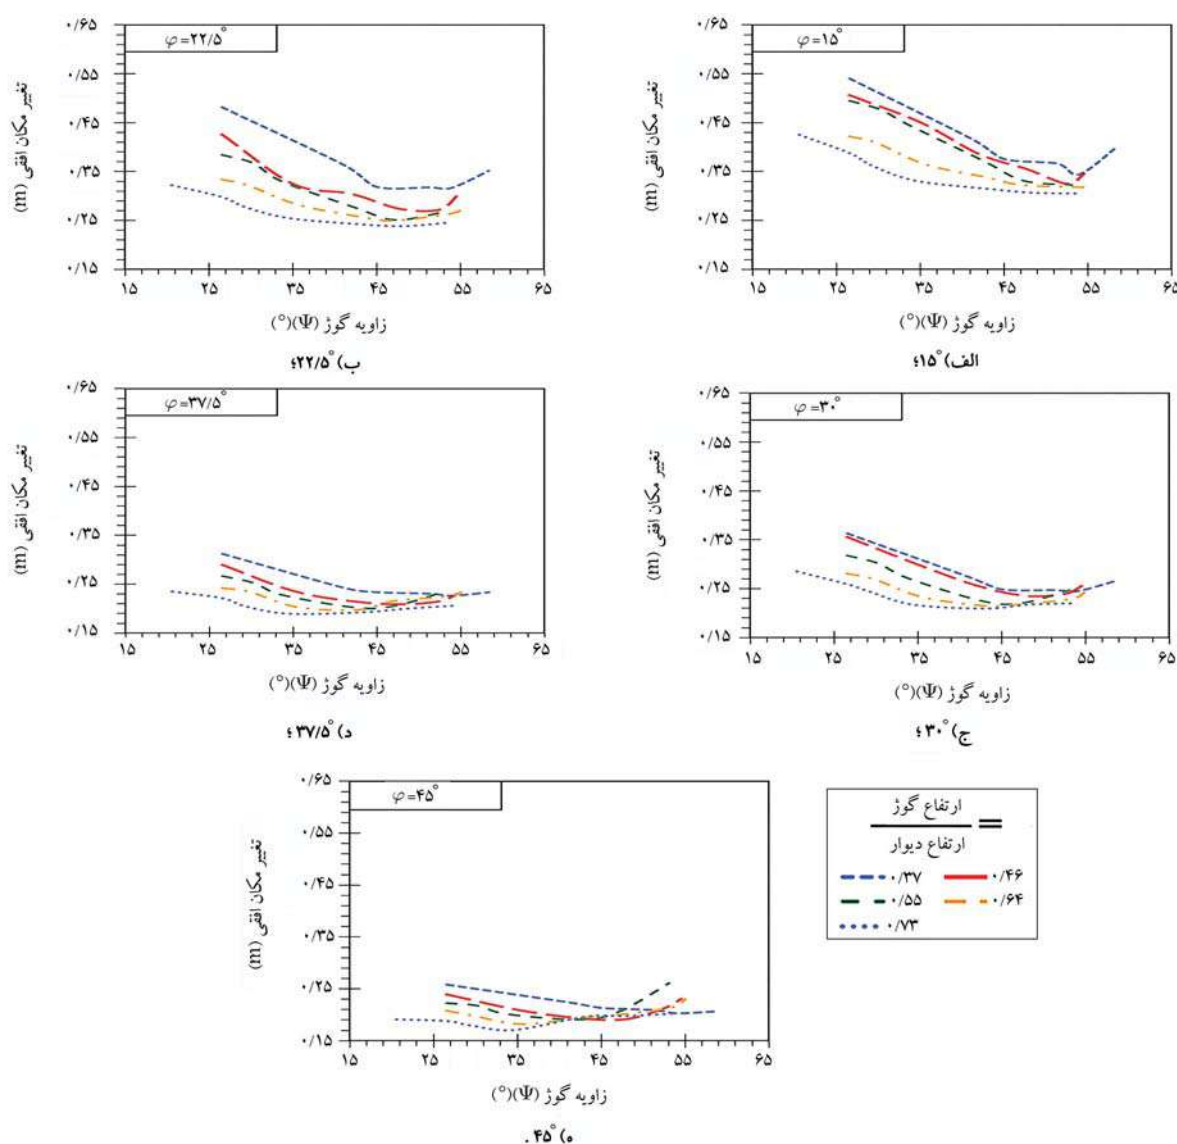 φ=۱۵°
تغییر مکان افقی (m)
۰/۶۵
۰/۵۵
۰/۴۵
۰/۳۵
۰/۲۵
۰/۱۵
۱۵ ۲۵ ۳۵ ۴۵ ۵۵ ۶۵
زاویه گوژ (Ψ)(°)
الف) ۱۵°؛
φ=۲۲/۵°
تغییر مکان افقی (m)
۰/۶۵
۰/۵۵
۰/۴۵
۰/۳۵
۰/۲۵
۰/۱۵
۱۵ ۲۵ ۳۵ ۴۵ ۵۵ ۶۵
زاویه گوژ (Ψ)(°)
ب) ۲۲/۵°؛
φ=۳۰°
تغییر مکان افقی (m)
۰/۶۵
۰/۵۵
۰/۴۵
۰/۳۵
۰/۲۵
۰/۱۵
۱۵ ۲۵ ۳۵ ۴۵ ۵۵ ۶۵
زاویه گوژ (Ψ)(°)
ج) ۳۰°؛
φ=۳۷/۵°
تغییر مکان افقی (m)
۰/۶۵
۰/۵۵
۰/۴۵
۰/۳۵
۰/۲۵
۰/۱۵
۱۵ ۲۵ ۳۵ ۴۵ ۵۵ ۶۵
زاویه گوژ (Ψ)(°)
د) ۳۷/۵°؛
ارتفاع گوژ
=
ارتفاع دیوار
۰/۳۷ ۰/۴۶
۰/۵۵ ۰/۶۴
۰/۷۳
φ=۴۵°
تغییر مکان افقی (m)
۰/۶۵
۰/۵۵
۰/۴۵
۰/۳۵
۰/۲۵
۰/۱۵
۱۵ ۲۵ ۳۵ ۴۵ ۵۵ ۶۵
زاویه گوژ (Ψ)(°)
ه) ۴۵°.